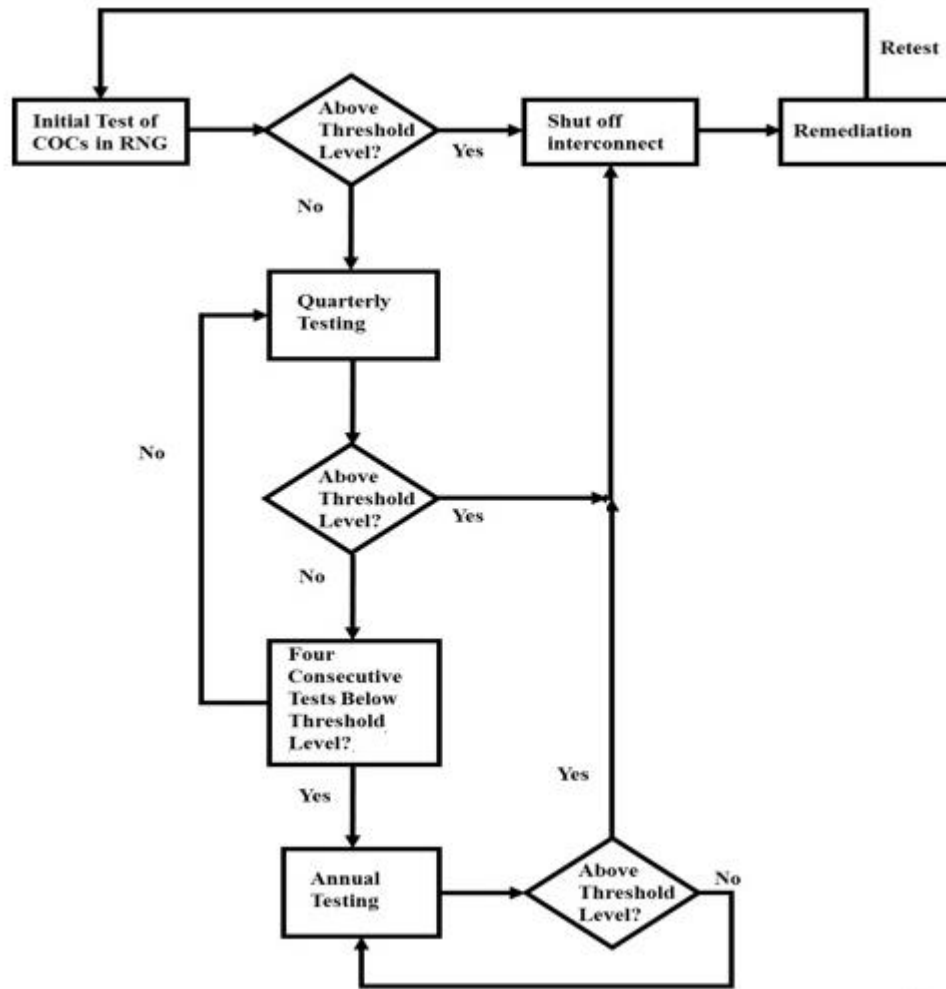 Retest
Initial Test of
COCs in RNG
Above
Threshold
Level?
Yes
Shut off
interconnect
Remediation
No
Quarterly
Testing
No
Above
Threshold
Level?
Yes
No
Four
Consecutive
Tests Below
Threshold
Level?
Yes
Yes
Annual
Testing
Above
Threshold
Level?
No